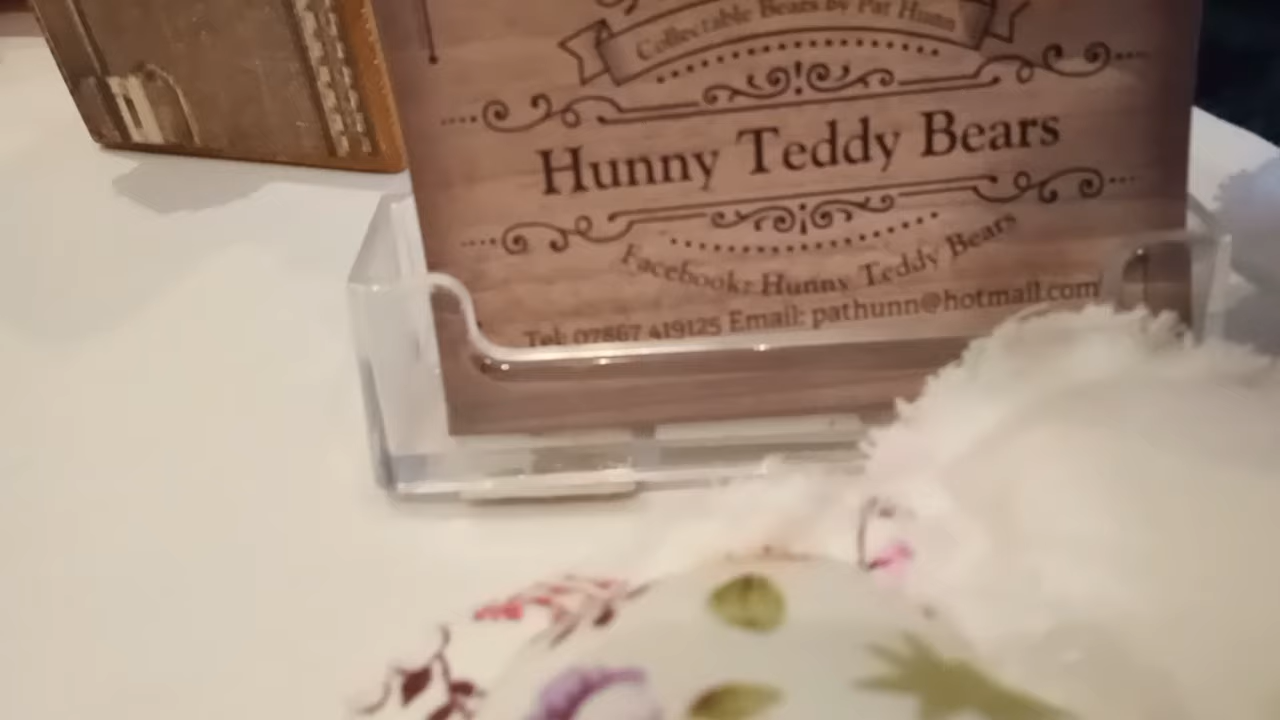 Collectable Bears By Pat Hunn
Hunny Teddy Bears
Facebook: Hunny Teddy Bears
Tel: 07867 419125 Email: pathunn@hotmail.com